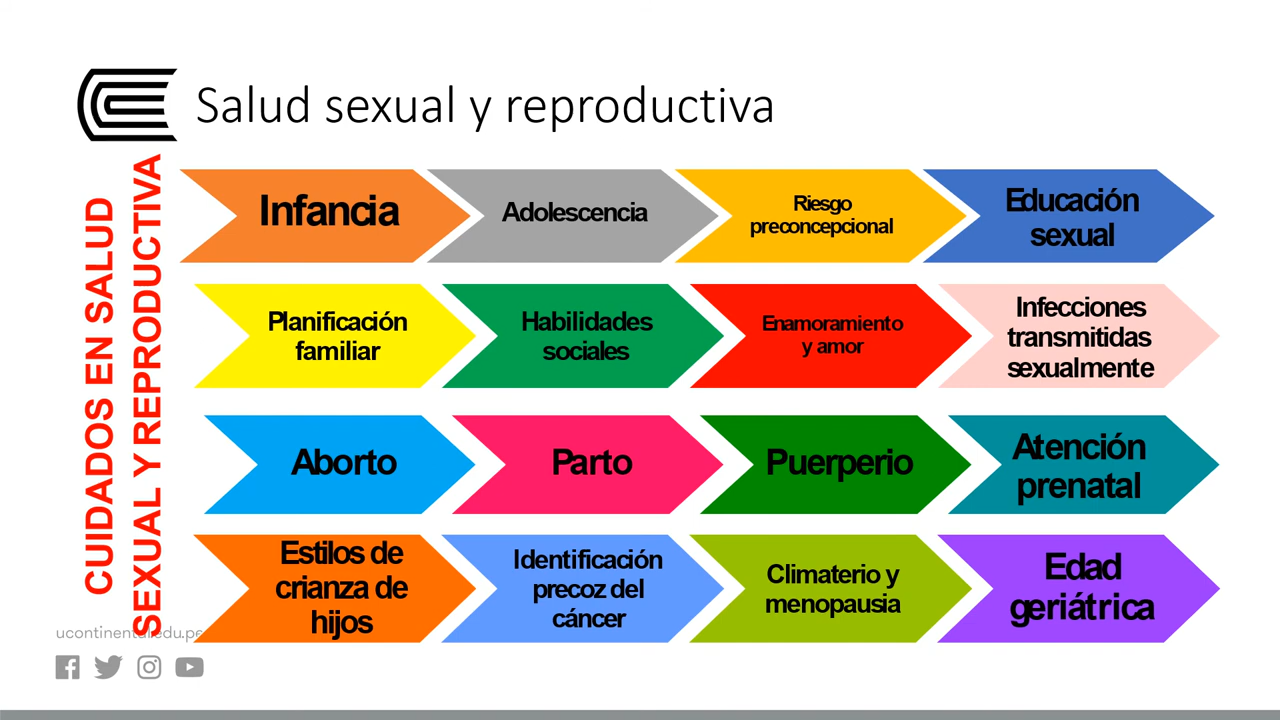 Salud sexual y reproductiva
CUIDADOS EN SALUD
SEXUAL Y REPRODUCTIVA
Infancia
Adolescencia
Riesgo
preconcepcional
Educación
sexual
Planificación
familiar
Habilidades
sociales
Enamoramiento
y amor
Infecciones
transmitidas
sexualmente
Aborto
Parto
Puerperio
Atención
prenatal
Estilos de
crianza de
hijos
Identificación
precoz del
cáncer
Climaterio y
menopausia
Edad
geriátrica
ucontinental.edu.pe